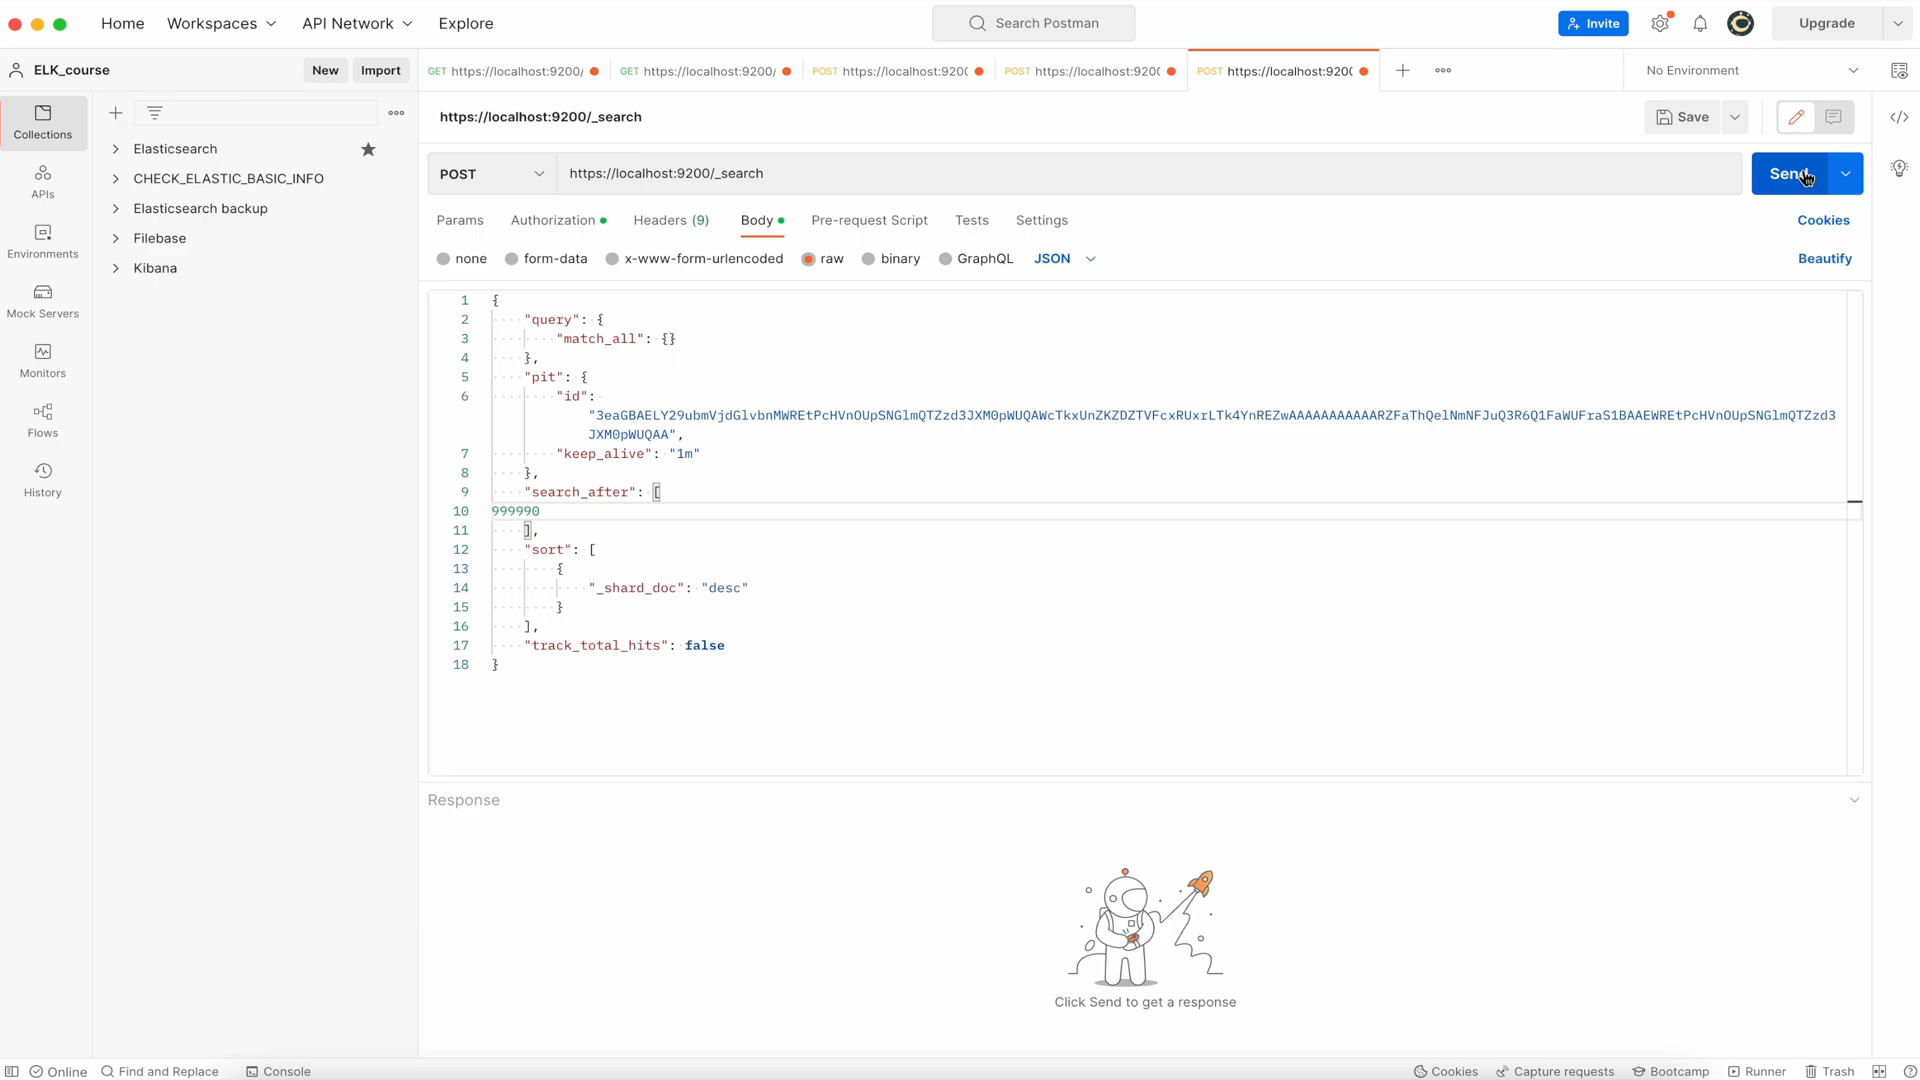 Home Workspaces API Network Explore Search Postman Invite Upgrade
ELK_course New Import
GET https://localhost:9200/ GET https://localhost:9200/ POST https://localhost:920( POST https://localhost:920( POST https://localhost:920( No Environment
Collections
APIs
Environments
Mock Servers
Monitors
Flows
History
Elasticsearch
CHECK_ELASTIC_BASIC_INFO
Elasticsearch backup
Filebase
Kibana
https://localhost:9200/_search Save
POST https://localhost:9200/_search Send
Params Authorization Headers (9) Body Pre-request Script Tests Settings Cookies
none form-data x-www-form-urlencoded raw binary GraphQL JSON Beautify
1 {
2 "query": {
3 "match_all": {}
4 },
5 "pit": {
6 "id":
"3eaGBAELY29ubmVjdGlvbnMWREtPcHVnOUpSNGlmQTZzd3JXM0pWUQAWcTkxUnZKZDZTVFcxRUxrLTk4YnREZwAAAAAAAAAAARZFaThQelNmNFJuQ3R6Q1FaWUFraS1BAAEWREtPcHVnOUpSNGlmQTZzd3
JXM0pWUQAA",
7 "keep_alive": "1m"
8 },
9 "search_after": [
10 999990
11 ],
12 "sort": [
13 {
14 "_shard_doc": "desc"
15 }
16 ],
17 "track_total_hits": false
18 }
Response
Click Send to get a response
Online Find and Replace Console Cookies Capture requests Bootcamp Runner Trash